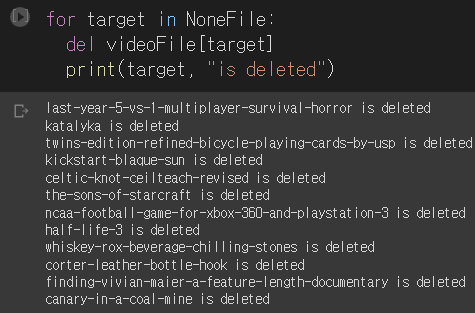 for target in NoneFile:
del videoFile[target]
print(target, "is deleted")
last-year-5-vs-1-multiplayer-survival-horror is deleted
katalyka is deleted
twins-edition-refined-bicycle-playing-cards-by-usp is deleted
kickstart-blaque-sun is deleted
celtic-knot-ceilteach-revised is deleted
the-sons-of-starcraft is deleted
ncaa-football-game-for-xbox-360-and-playstation-3 is deleted
half-life-3 is deleted
whiskey-rox-beverage-chilling-stones is deleted
corter-leather-bottle-hook is deleted
finding-vivian-maier-a-feature-length-documentary is deleted
canary-in-a-coal-mine is deleted